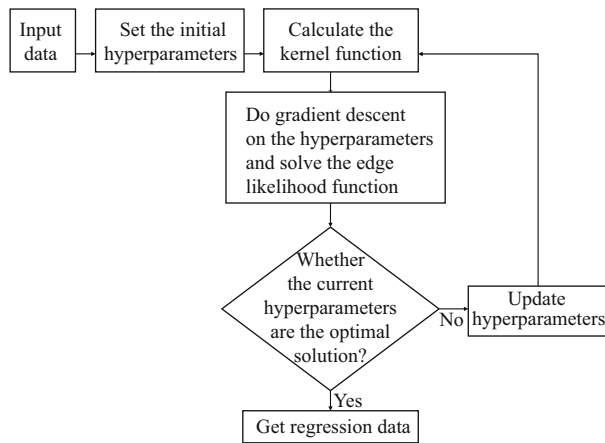 Input
data
Set the initial
hyperparameters
Calculate the
kernel function
Do gradient descent
on the hyperparameters
and solve the edge
likelihood function
Whether
the current
hyperparameters
are the optimal
solution?
No
Update
hyperparameters
Yes
Get regression data